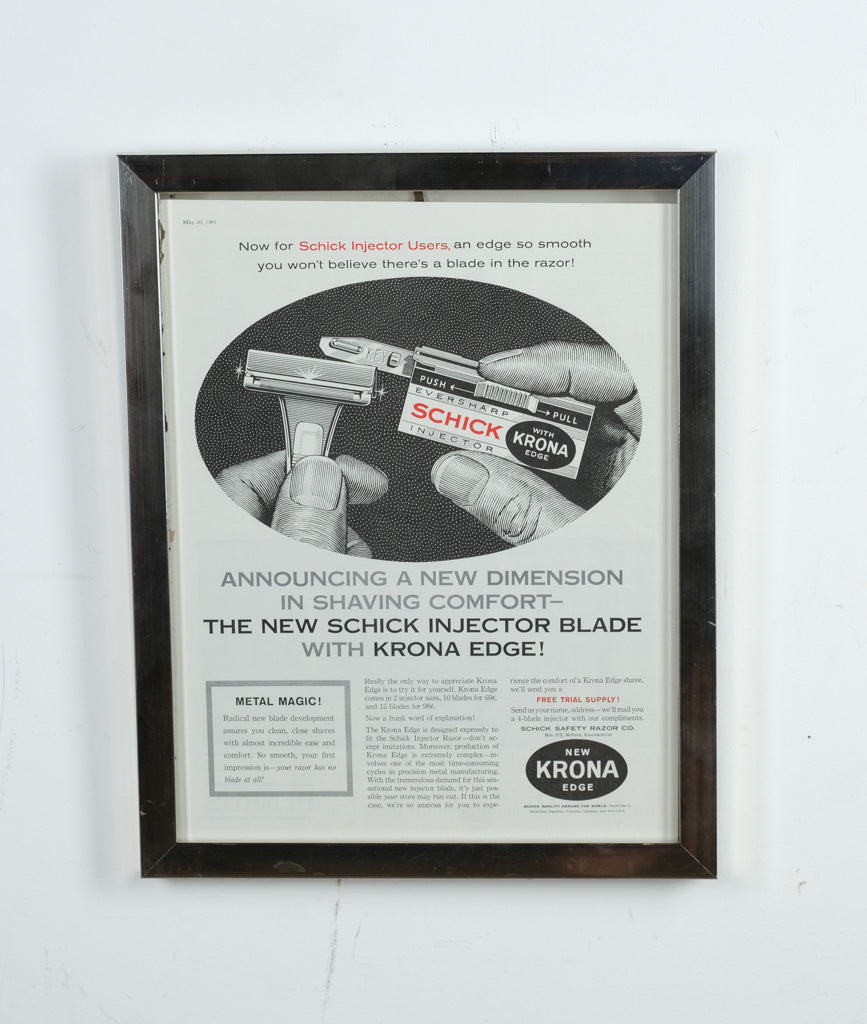 May 20, 1961
Now for Schick Injector Users, an edge so smooth
you won't believe there's a blade in the razor!
KEY
PUSH
PULL
EVERSHARP
SCHICK
INJECTOR
WITH
KRONA
EDGE
ANNOUNCING A NEW DIMENSION
IN SHAVING COMFORT–
THE NEW SCHICK INJECTOR BLADE
WITH KRONA EDGE!
METAL MAGIC!
Radical new blade development
assures you clean, close shaves
with almost incredible ease and
comfort. So smooth, your first
impression is—your razor has no
blade at all!
Really the only way to appreciate Krona
Edge is to try it for yourself. Krona Edge
comes in 2 injector sizes, 10 blades for 69¢,
and 15 blades for 98¢.
Now a frank word of explanation!
The Krona Edge is designed expressly to
fit the Schick Injector Razor—don't ac-
cept imitations. Moreover, production of
Krona Edge is extremely complex—in-
volves one of the most time-consuming
cycles in precision metal manufacturing.
With the tremendous demand for this sen-
sational new injector blade, it's just pos-
sible your store may run out. If this is the
case, we're so anxious for you to expe-
rience the comfort of a Krona Edge shave,
we'll send you a
FREE TRIAL SUPPLY!
Send us your name, address—we'll mail you
a 4-blade injector with our compliments.
SCHICK SAFETY RAZOR CO.
Milford, Connecticut
NEW
KRONA
EDGE
SCHICK QUALITY AROUND THE WORLD.